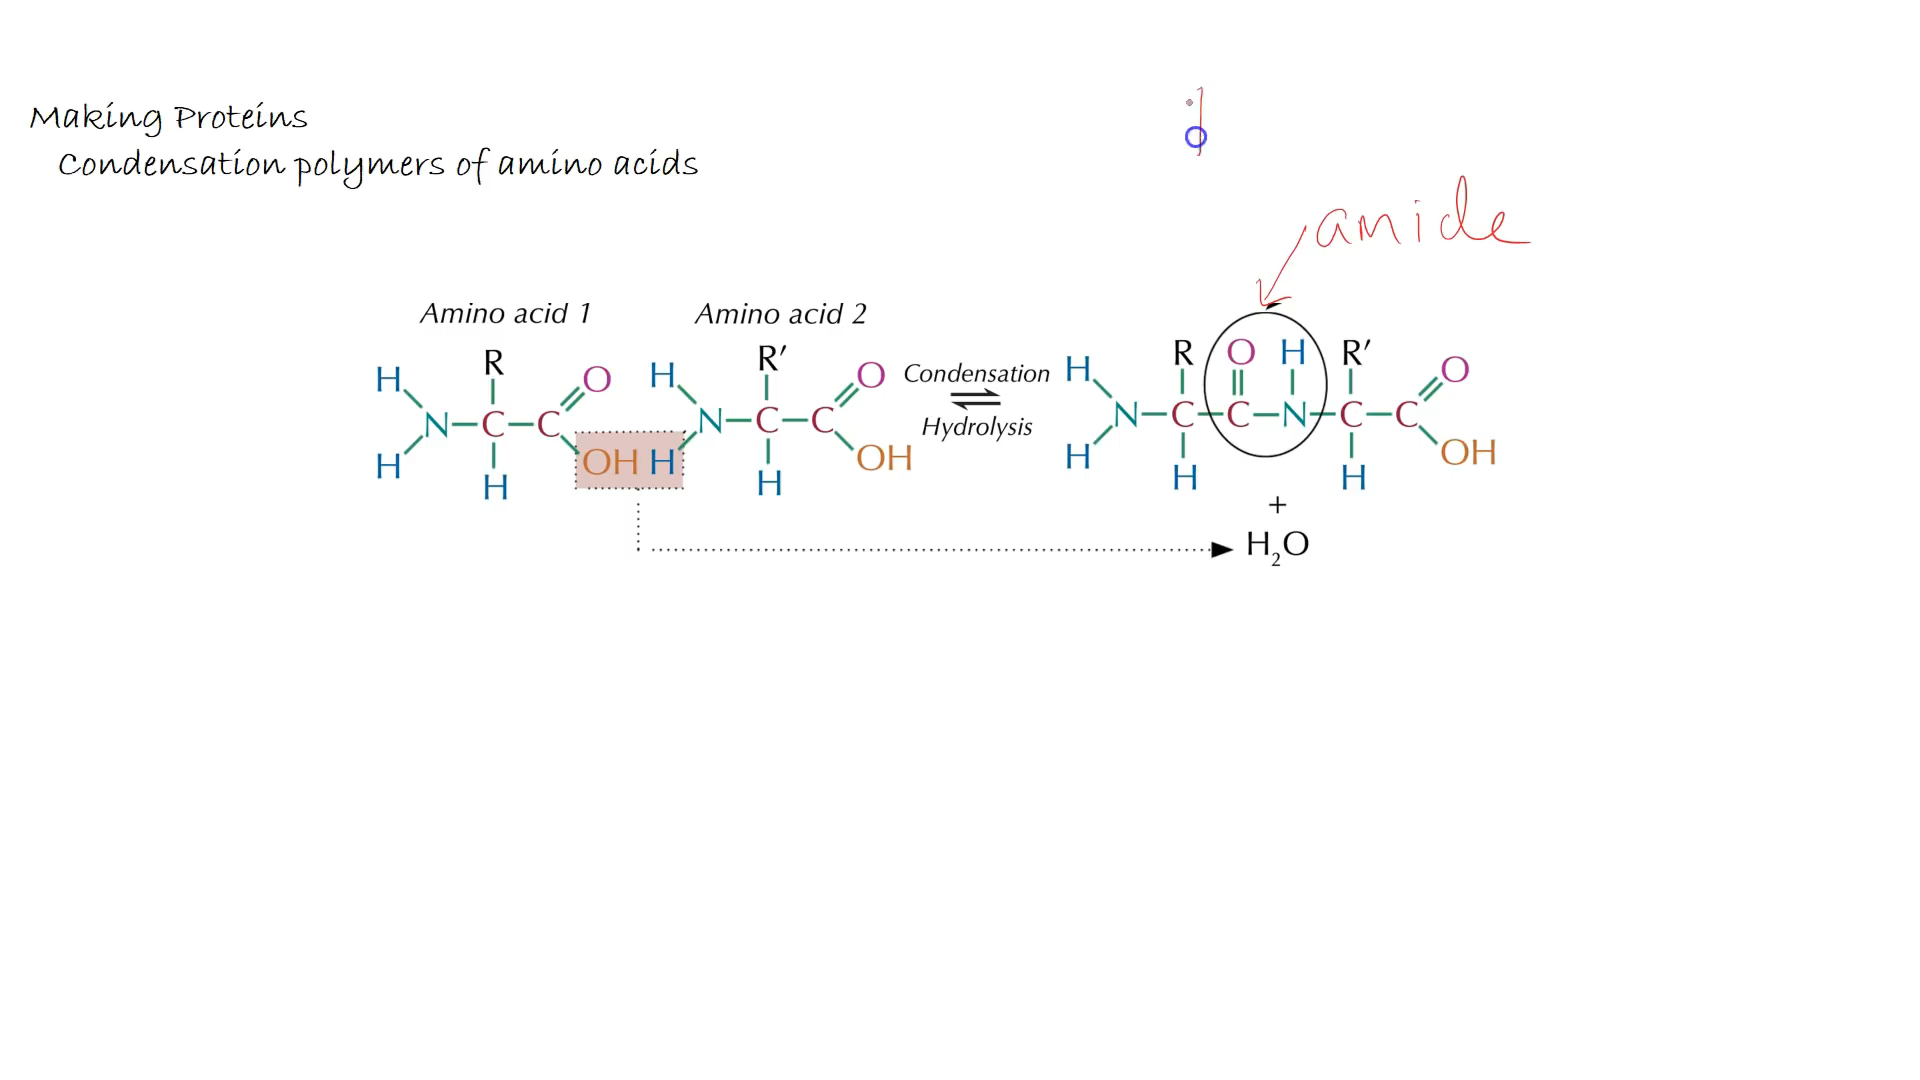 Making Proteins
Condensation polymers of amino acids
amide
Amino acid 1
Amino acid 2
R R' R O H R'
H O H O Condensation H O
N C C N C C Hydrolysis N C C N C C
H OH H OH H OH
H H H H
+
H₂O